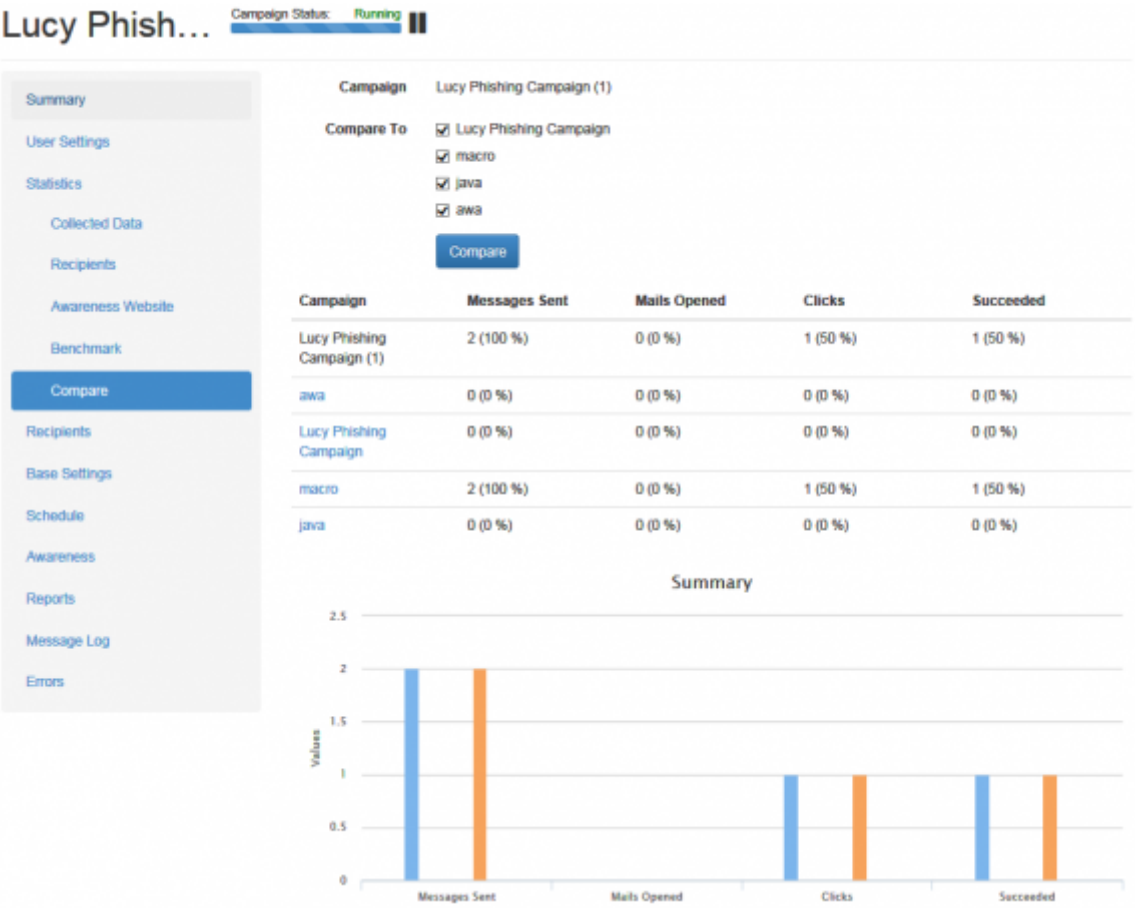 Lucy Phish...
Campaign Status: Running
Summary
User Settings
Statistics
Collected Data
Recipients
Awareness Website
Benchmark
Compare
Recipients
Base Settings
Schedule
Awareness
Reports
Message Log
Errors
Campaign Lucy Phishing Campaign (1)
Compare To Lucy Phishing Campaign
macro
java
awa
Compare
Campaign Messages Sent Mails Opened Clicks Succeeded
Lucy Phishing 2 (100 %) 0 (0 %) 1 (50 %) 1 (50 %)
Campaign (1)
awa 0 (0 %) 0 (0 %) 0 (0 %) 0 (0 %)
Lucy Phishing 0 (0 %) 0 (0 %) 0 (0 %) 0 (0 %)
Campaign
macro 2 (100 %) 0 (0 %) 1 (50 %) 1 (50 %)
java 0 (0 %) 0 (0 %) 0 (0 %) 0 (0 %)
Summary
2.5
2
1.5
1
0.5
0
Values
Messages Sent Mails Opened Clicks Succeeded